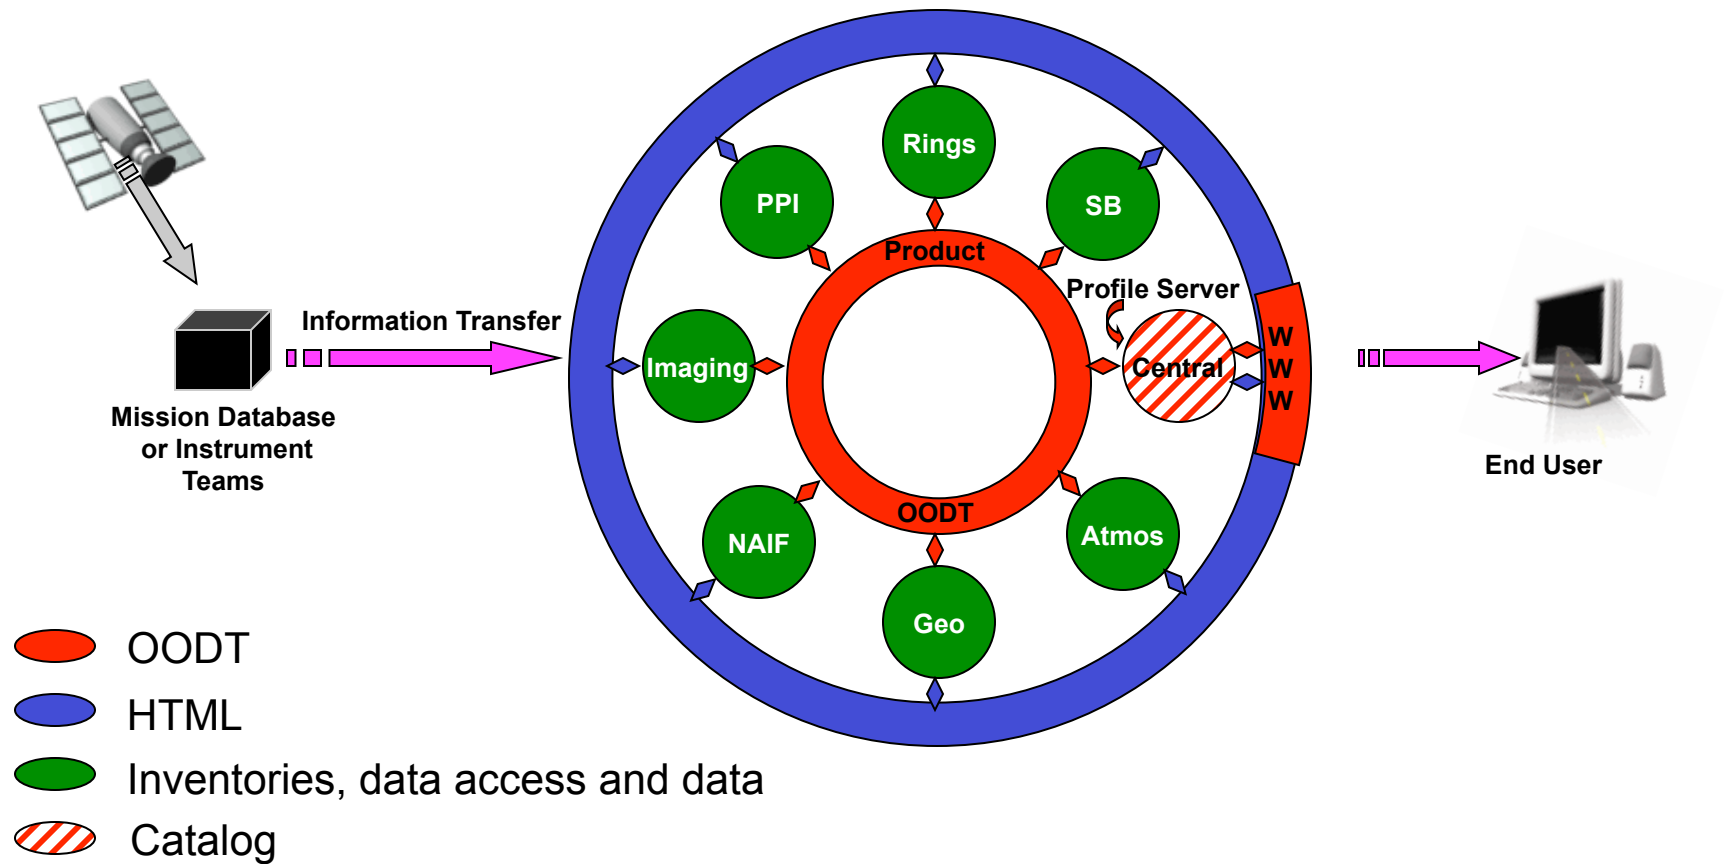 Rings
PPI
SB
Product
Profile Server
Information Transfer
Imaging
Central
W
W
W
Mission Database
or Instrument
Teams
End User
OODT
NAIF
Atmos
Geo
OODT
HTML
Inventories, data access and data
Catalog